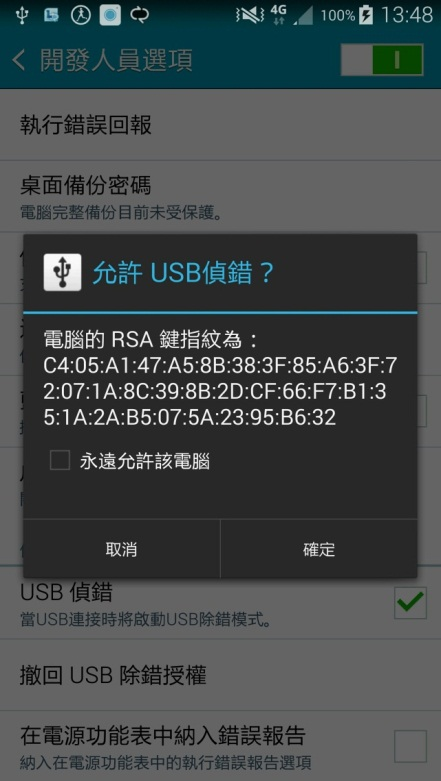 4G 100% 13:48
開發人員選項
執行錯誤回報
桌面備份密碼
電腦完整備份目前未受保護。
允許 USB偵錯？
電腦的 RSA 鍵指紋為：
C4:05:A1:47:A5:8B:38:3F:85:A6:3F:7
2:07:1A:8C:39:8B:2D:CF:66:F7:B1:3
5:1A:2A:B5:07:5A:23:95:B6:32
永遠允許該電腦
取消 確定
USB 偵錯
當USB連接時將啟動USB除錯模式。
撤回 USB 除錯授權
在電源功能表中納入錯誤報告
納入在電源功能表中的執行錯誤報告選項